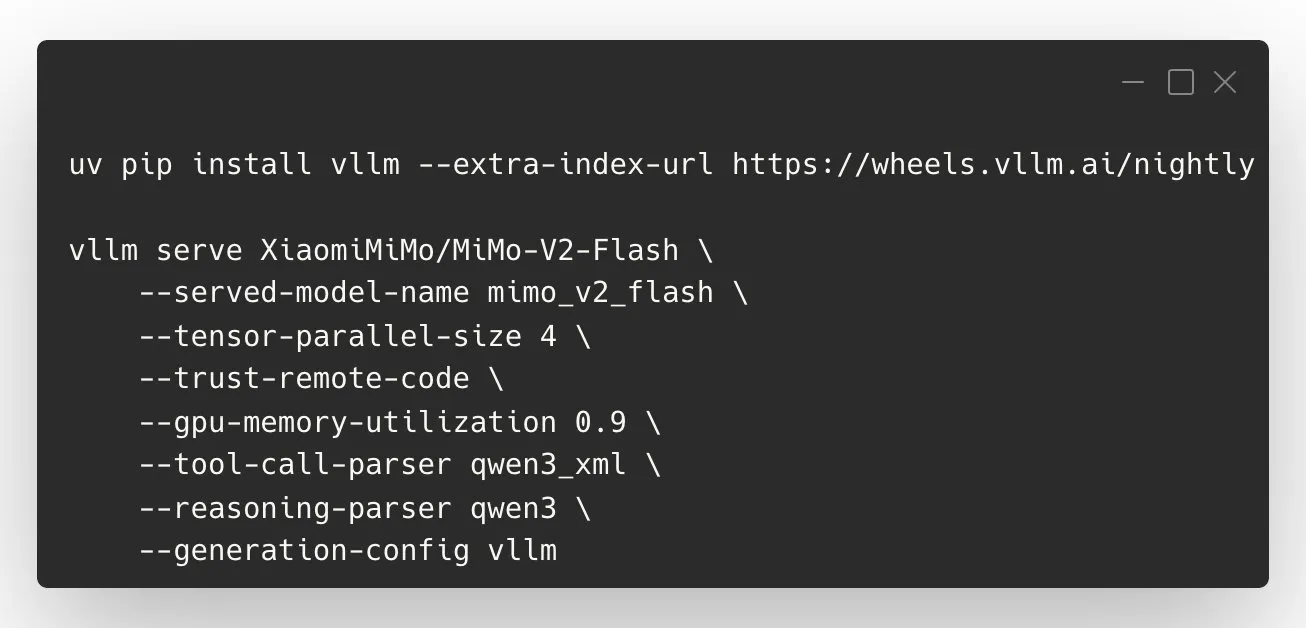 uv pip install vllm --extra-index-url https://wheels.vllm.ai/nightly
vllm serve XiaomiMiMo/MiMo-V2-Flash \
--served-model-name mimo_v2_flash \
--tensor-parallel-size 4 \
--trust-remote-code \
--gpu-memory-utilization 0.9 \
--tool-call-parser qwen3_xml \
--reasoning-parser qwen3 \
--generation-config vllm